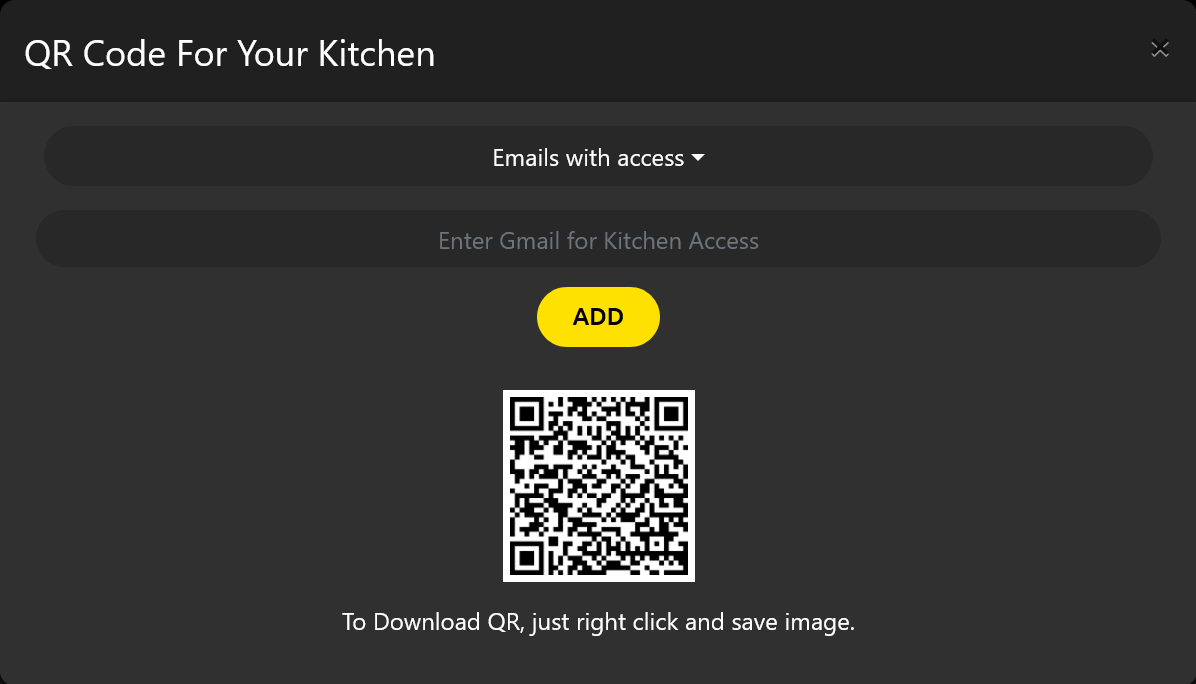 QR Code For Your Kitchen
Emails with access
Enter Gmail for Kitchen Access
ADD
To Download QR, just right click and save image.